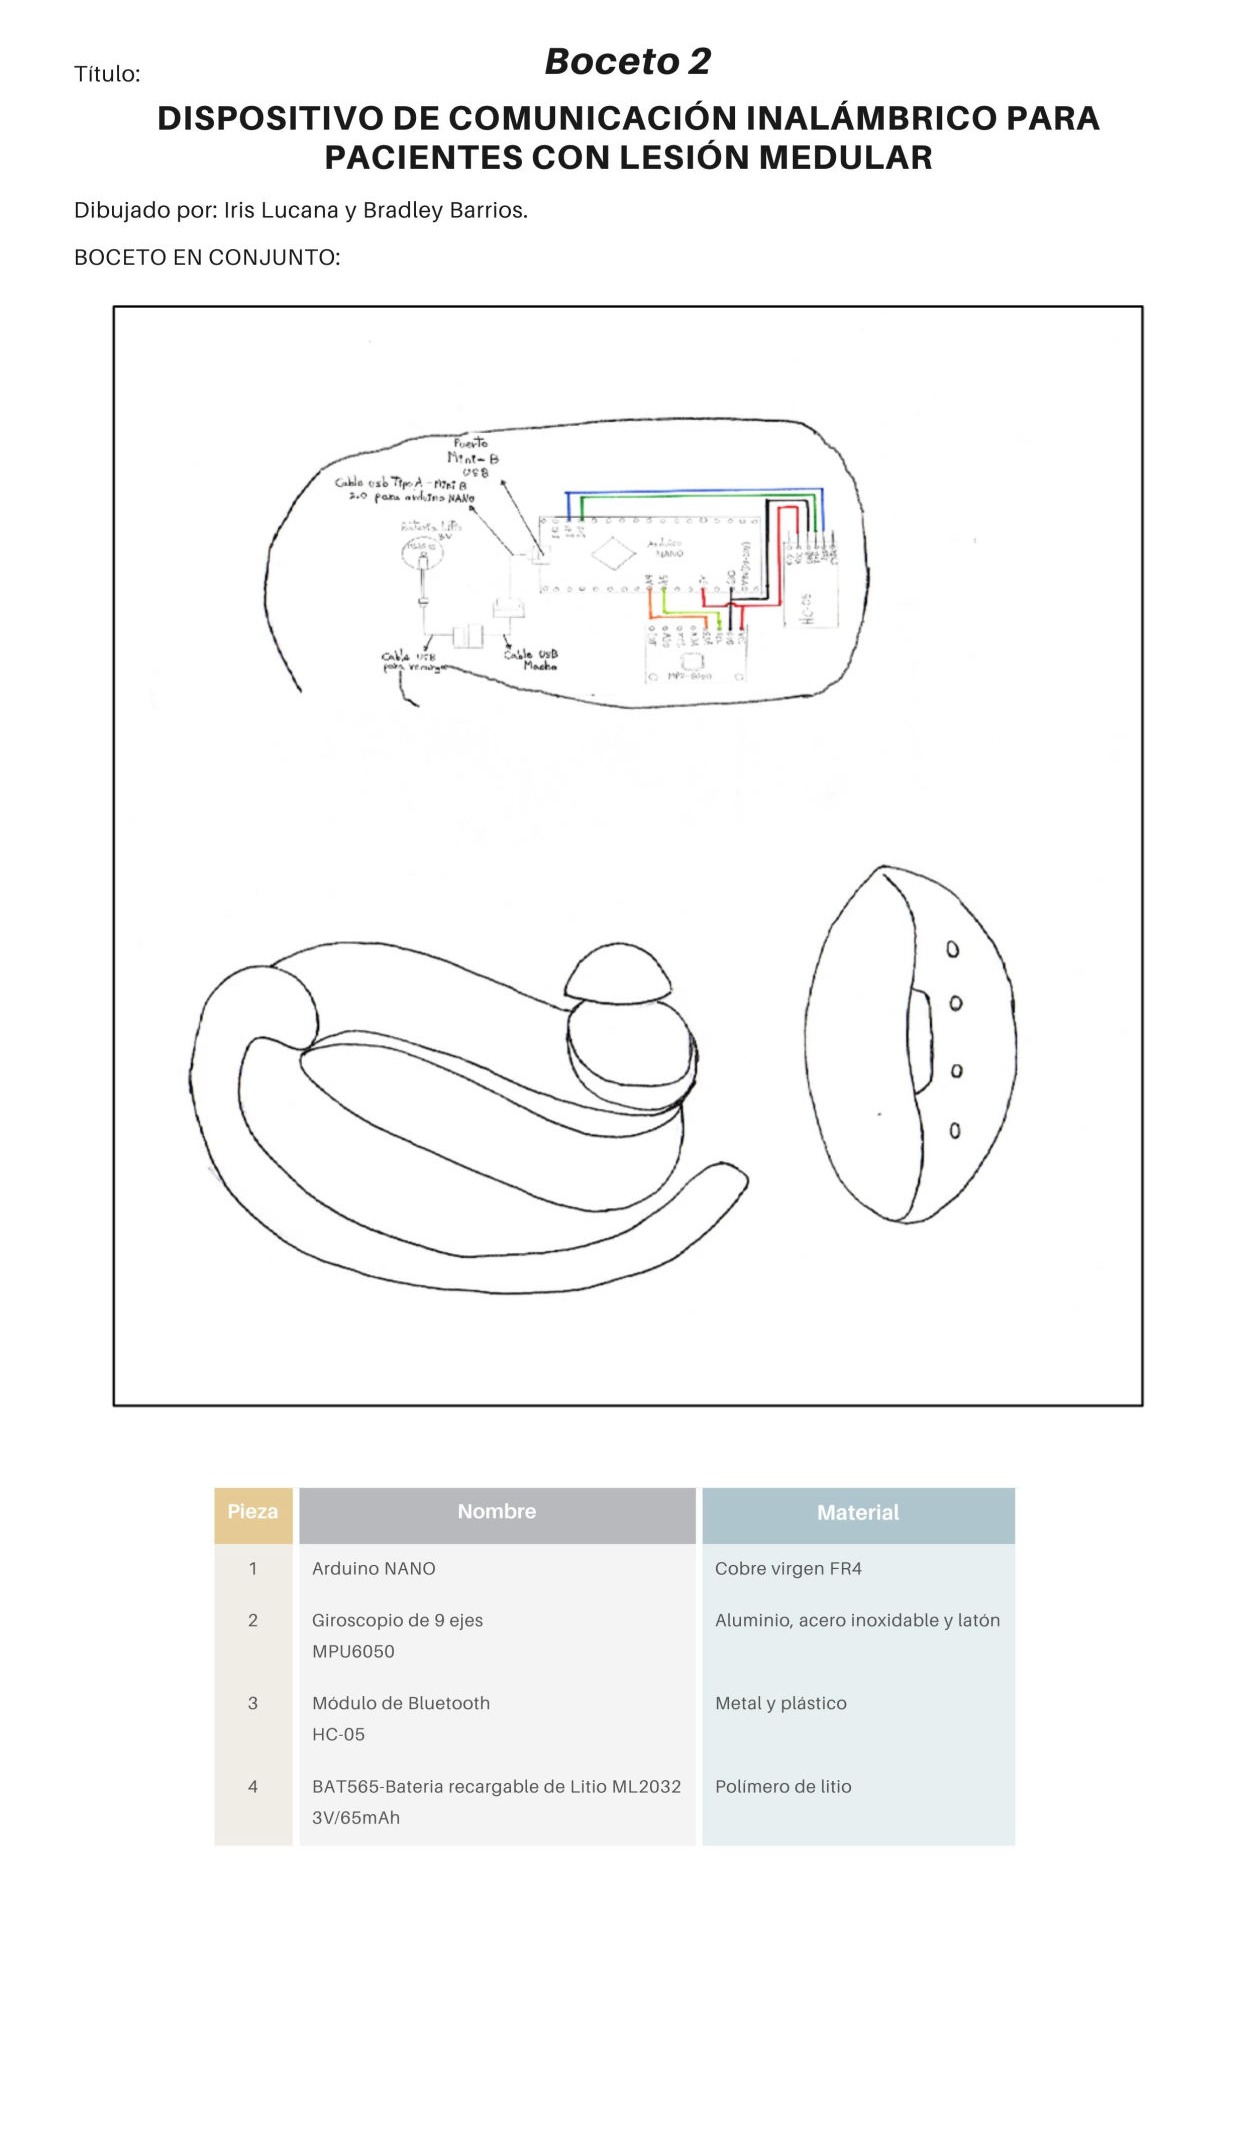 Título:
Boceto 2
DISPOSITIVO DE COMUNICACIÓN INALÁMBRICO PARA
PACIENTES CON LESIÓN MEDULAR
Dibujado por: Iris Lucana y Bradley Barrios.
BOCETO EN CONJUNTO:
Puerto
Mini-B
USB
Cable usb Tipo A - Mini B
2.0 para arduino NANO
3V
Arduino
NANO
A4
A5
GND
HC-05
MPU-6050
Cable USB
para recargar
Cable USB
Macho
Pieza Nombre Material
1 Arduino NANO Cobre virgen FR4
2 Giroscopio de 9 ejes Aluminio, acero inoxidable y latón
MPU6050
3 Módulo de Bluetooth Metal y plástico
HC-05
4 BAT565-Bateria recargable de Litio ML2032 Polímero de litio
3V/65mAh